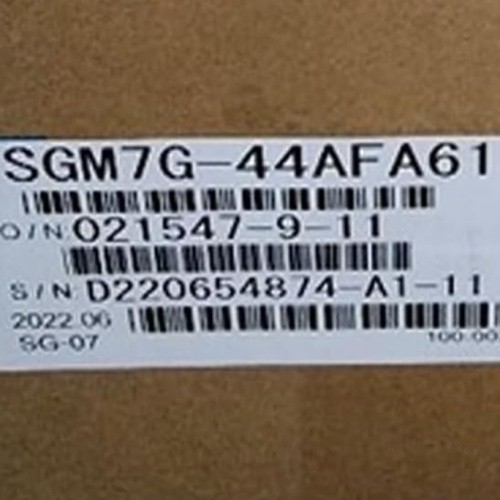 SGM7G-44AFA61
O/N 021547-9-11
S/N D220654874-A1-11
2022.06
SG-07 100.00